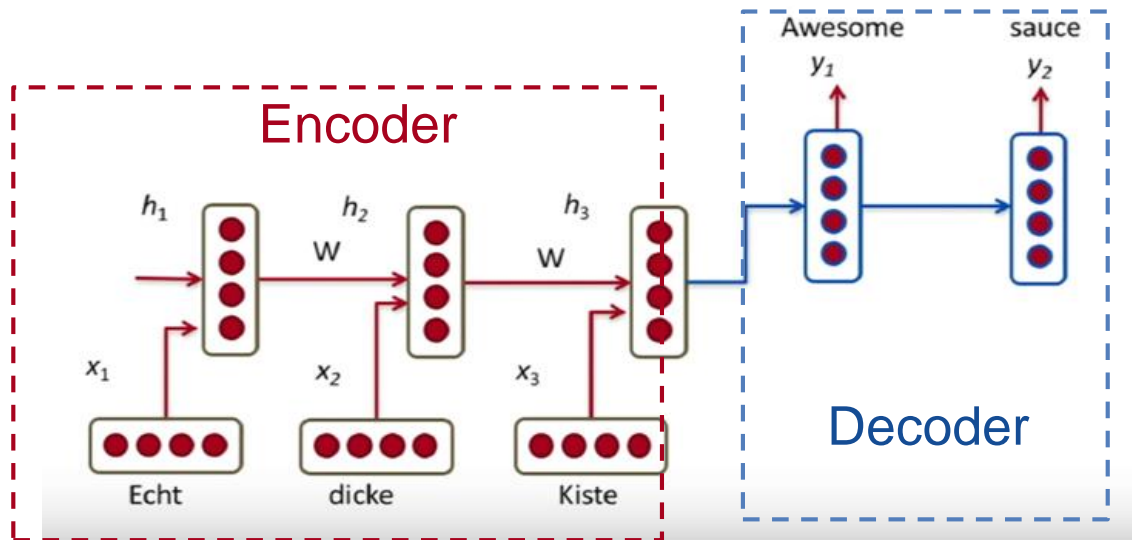 Awesome sauce
y1 y2
Encoder
h1 h2 h3
W W
x1 x2 x3
Decoder
Echt dicke Kiste